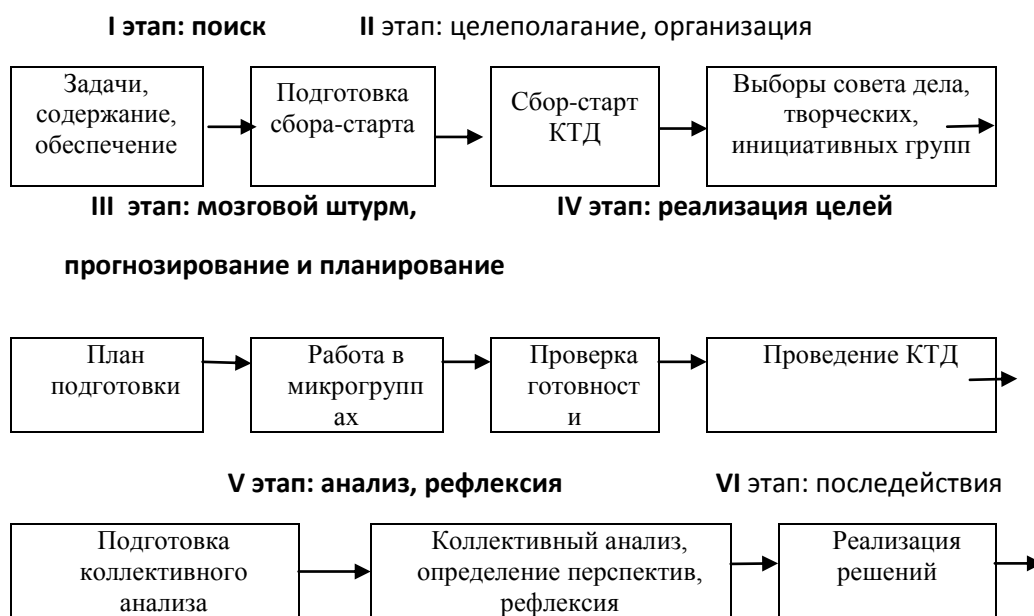 I этап: поиск
II этап: целеполагание, организация
Задачи,
содержание,
обеспечение
Подготовка
сбора-старта
Сбор-старт
КТД
Выборы совета дела,
творческих,
инициативных групп
III этап: мозговой штурм,
прогнозирование и планирование
IV этап: реализация целей
План
подготовки
Работа в
микрогрупп
ах
Проверка
готовност
и
Проведение КТД
V этап: анализ, рефлексия
VI этап: последействия
Подготовка
коллективного
анализа
Коллективный анализ,
определение перспектив,
рефлексия
Реализация
решений